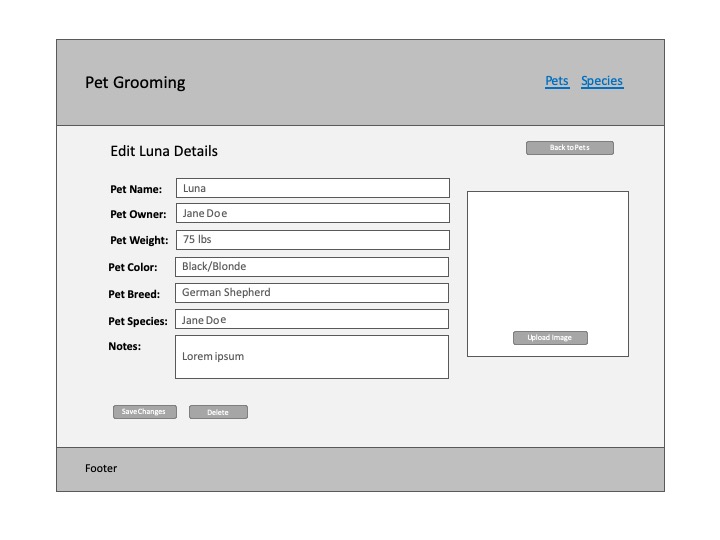 Pet Grooming
Pets Species
Edit Luna Details
Back to Pets
Pet Name: Luna
Pet Owner: Jane Doe
Pet Weight: 75 lbs
Pet Color: Black/Blonde
Pet Breed: German Shepherd
Pet Species: Jane Doe
Notes:
Lorem ipsum
Upload Image
Save Changes Delete
Footer